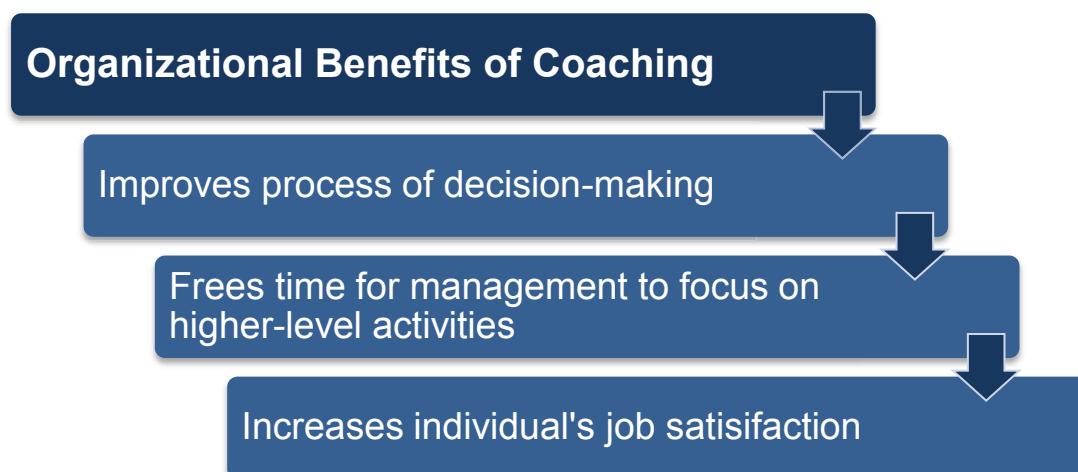 Organizational Benefits of Coaching
Improves process of decision-making
Frees time for management to focus on
higher-level activities
Increases individual's job satisifaction